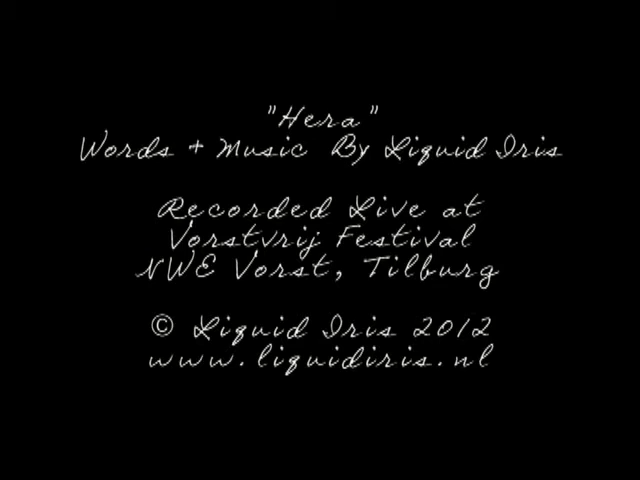 "Hera"
Words + Music By Liquid Iris
Recorded Live at
Vorstvrij Festival
NWE Vorst, Tilburg
© Liquid Iris 2012
www.liquidiris.nl